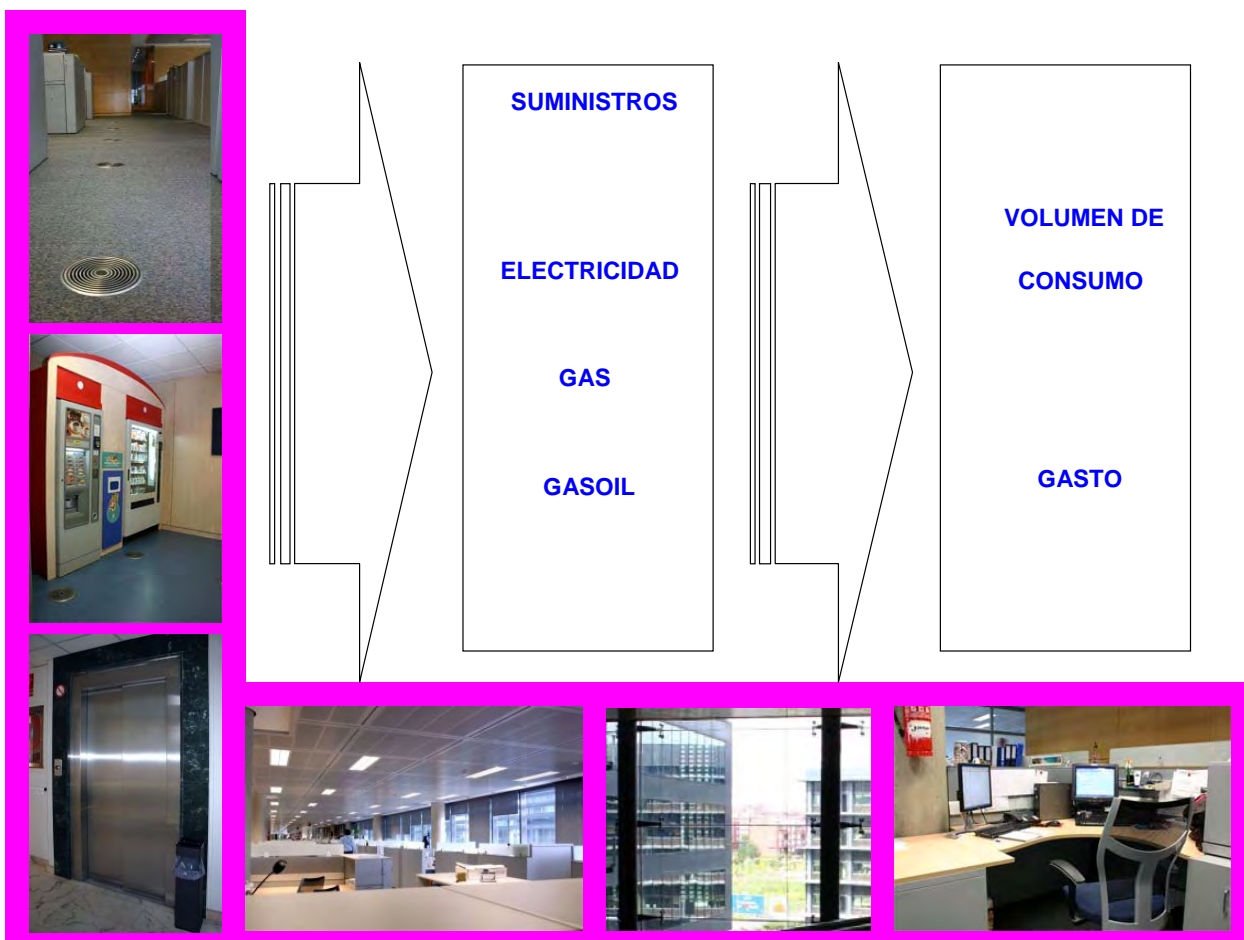 SUMINISTROS
ELECTRICIDAD
GAS
GASOIL
VOLUMEN DE
CONSUMO
GASTO